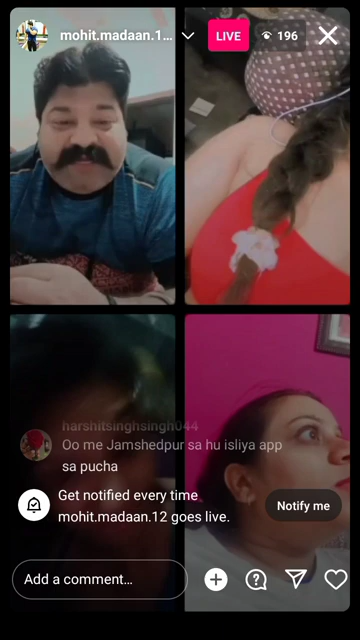 mohit.madaan.1...
LIVE
196
harshitsinghsingh044
Oo me Jamshedpur sa hu isliya app
sa pucha
Get notified every time
mohit.madaan.12 goes live.
Notify me
Add a comment...